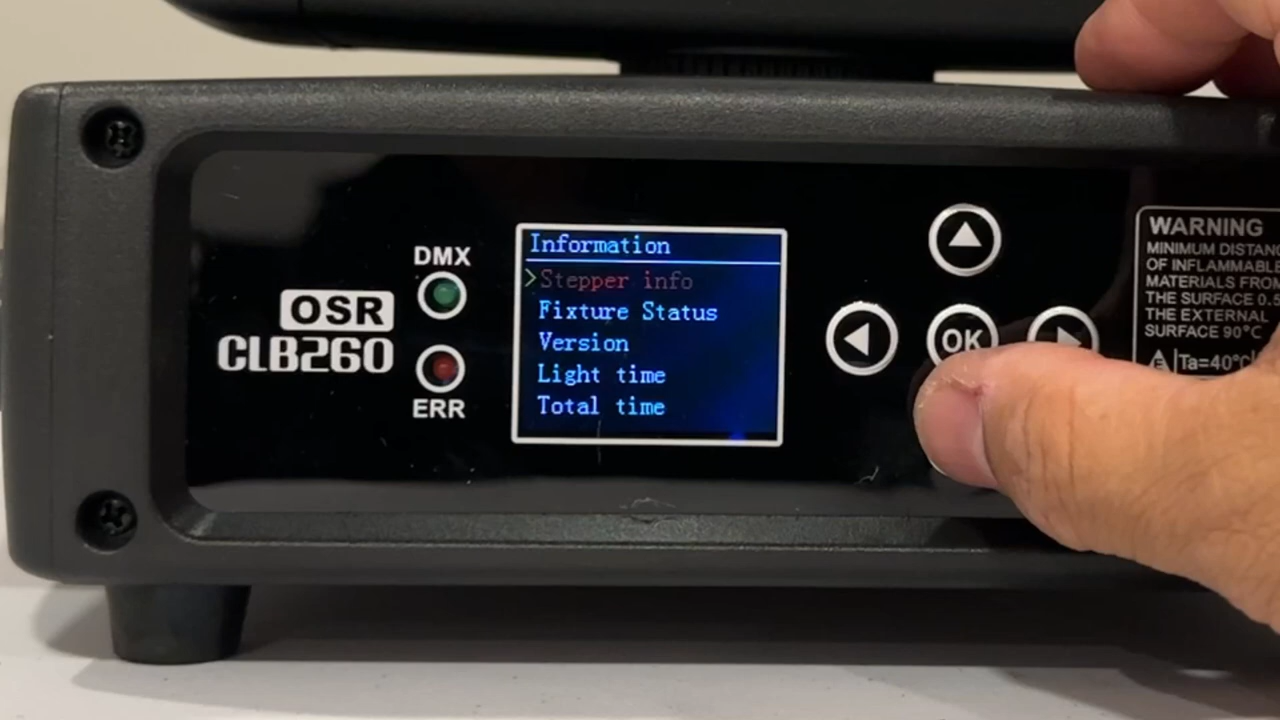 DMX
OSR
CLB260
ERR
Information
>Stepper info
Fixture Status
Version
Light time
Total time
OK
WARNING
MINIMUM
OF INFLAMMABLE
MATERIALS FROM
THE SURFACE 0.5
THE EXTERNAL
SURFACE 90°C
Ta=40°C